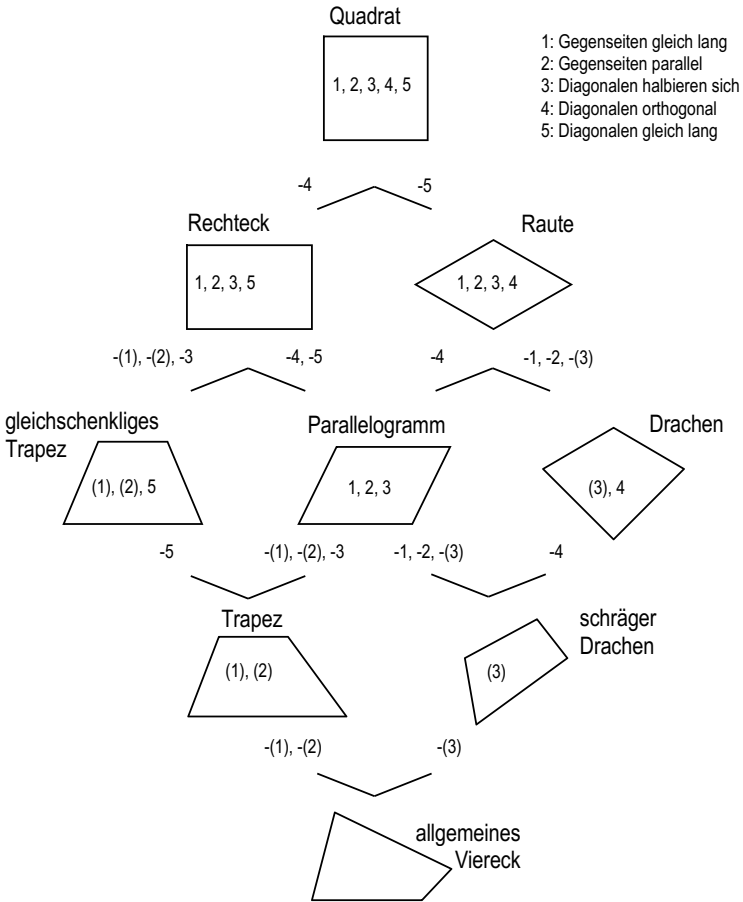 Quadrat
1: Gegenseiten gleich lang
2: Gegenseiten parallel
3: Diagonalen halbieren sich
4: Diagonalen orthogonal
5: Diagonalen gleich lang
1, 2, 3, 4, 5
-4
-5
Rechteck
Raute
1, 2, 3, 5
1, 2, 3, 4
-(1), -(2), -3
-4, -5
-4
-1, -2, -(3)
gleichschenkliges
Trapez
Parallelogramm
Drachen
(1), (2), 5
1, 2, 3
(3), 4
-5
-(1), -(2), -3
-1, -2, -(3)
-4
Trapez
schräger
Drachen
(1), (2)
(3)
-(1), -(2)
-(3)
allgemeines
Viereck